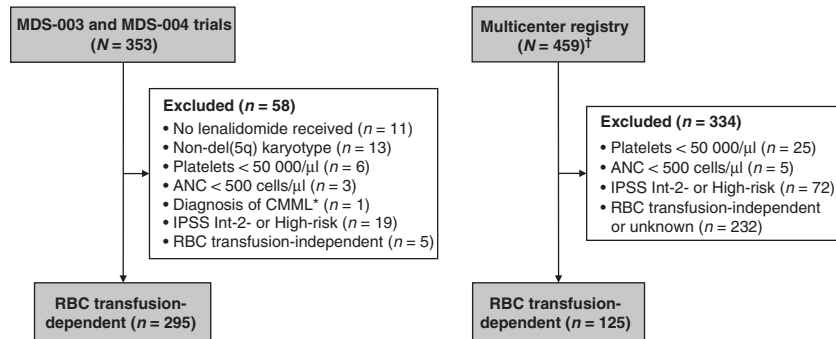 MDS-003 and MDS-004 trials
(N = 353)
Excluded (n = 58)
• No lenalidomide received (n = 11)
• Non-del(5q) karyotype (n = 13)
• Platelets < 50 000/μl (n = 6)
• ANC < 500 cells/μl (n = 3)
• Diagnosis of CMML* (n = 1)
• IPSS Int-2- or High-risk (n = 19)
• RBC transfusion-independent (n = 5)
RBC transfusion-
dependent (n = 295)
Multicenter registry
(N = 459)†
Excluded (n = 334)
• Platelets < 50 000/μl (n = 25)
• ANC < 500 cells/μl (n = 5)
• IPSS Int-2- or High-risk (n = 72)
• RBC transfusion-independent
or unknown (n = 232)
RBC transfusion-
dependent (n = 125)